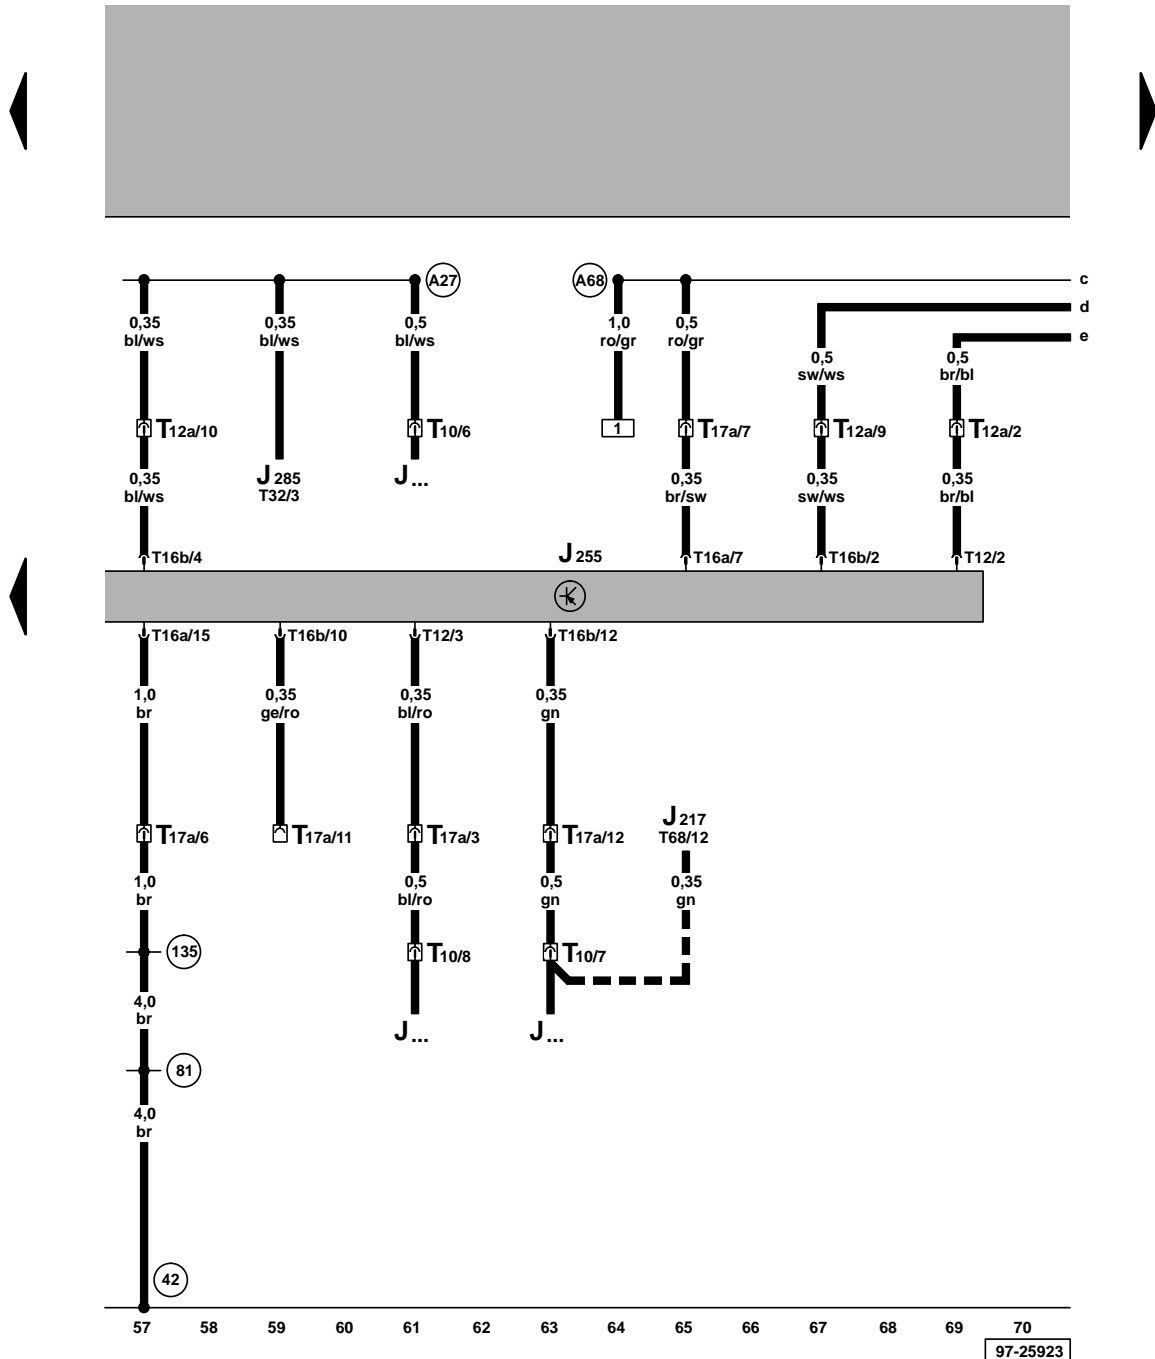 A27 A68 c
d
e
0,35 0,35 0,5 1,0 0,5
bl/ws bl/ws bl/ws ro/gr ro/gr
0,5 0,5
sw/ws br/bl
T12a/10 T10/6 1 T17a/7 T12a/9 T12a/2
0,35 J285 J... 0,35 0,35 0,35
bl/ws T32/3 br/sw sw/ws br/bl
T16b/4 J255 T16a/7 T16b/2 T12/2
T16a/15 T16b/10 T12/3 T16b/12
1,0 0,35 0,35 0,35
br ge/ro bl/ro gn
J217
T17a/6 T17a/11 T17a/3 T17a/12 T68/12
1,0 0,5 0,5 0,35
br bl/ro gn gn
135 T10/8 T10/7
4,0
br
J... J...
81
4,0
br
42
57 58 59 60 61 62 63 64 65 66 67 68 69 70
97-25923